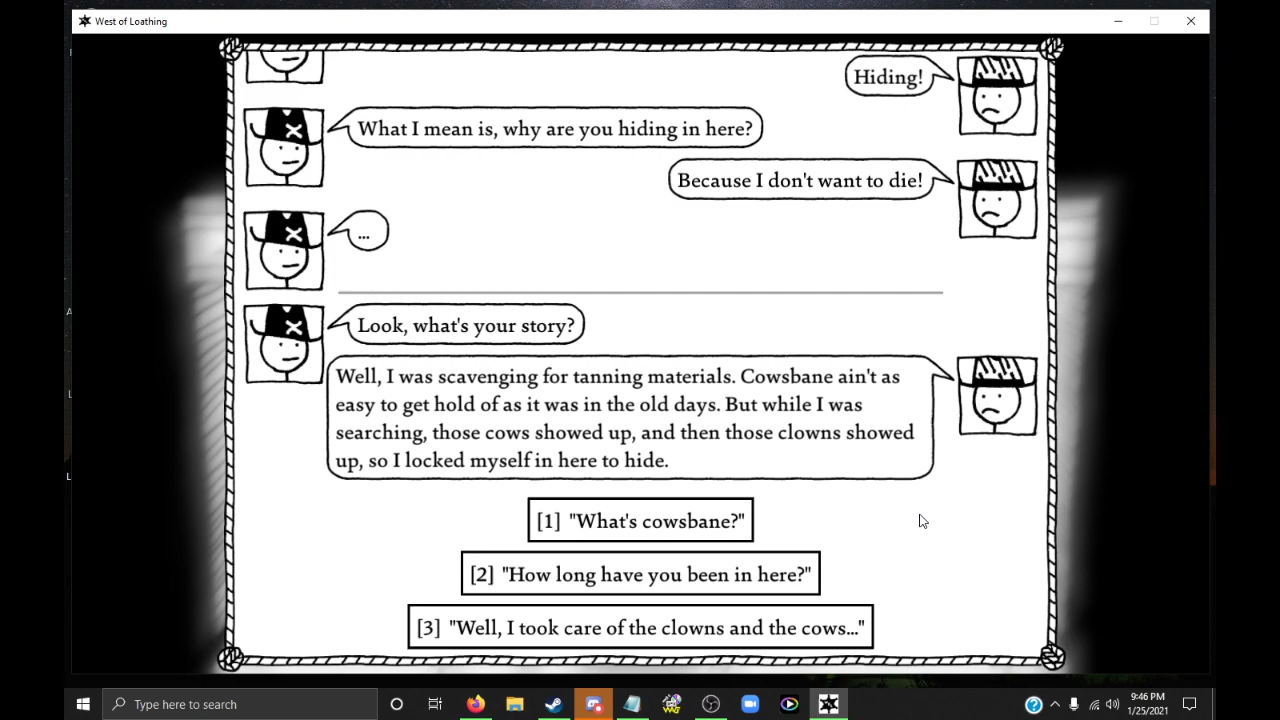 West of Loathing
Hiding!
What I mean is, why are you hiding in here?
Because I don't want to die!
...
Look, what's your story?
Well, I was scavenging for tanning materials. Cowsbane ain't as
easy to get hold of as it was in the old days. But while I was
searching, those cows showed up, and then those clowns showed
up, so I locked myself in here to hide.
[1] "What's cowsbane?"
[2] "How long have you been in here?"
[3] "Well, I took care of the clowns and the cows..."
Type here to search
9:46 PM
1/25/2021